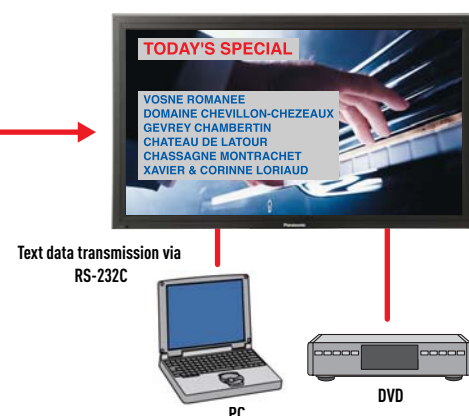 TODAY'S SPECIAL
VOSNE ROMANEE
DOMAINE CHEVILLON-CHEZEAUX
GEVREY CHAMBERTIN
CHATEAU DE LATOUR
CHASSAGNE MONTRACHET
XAVIER & CORINNE LORIAUD
Panasonic
Text data transmission via
RS-232C
PC
DVD